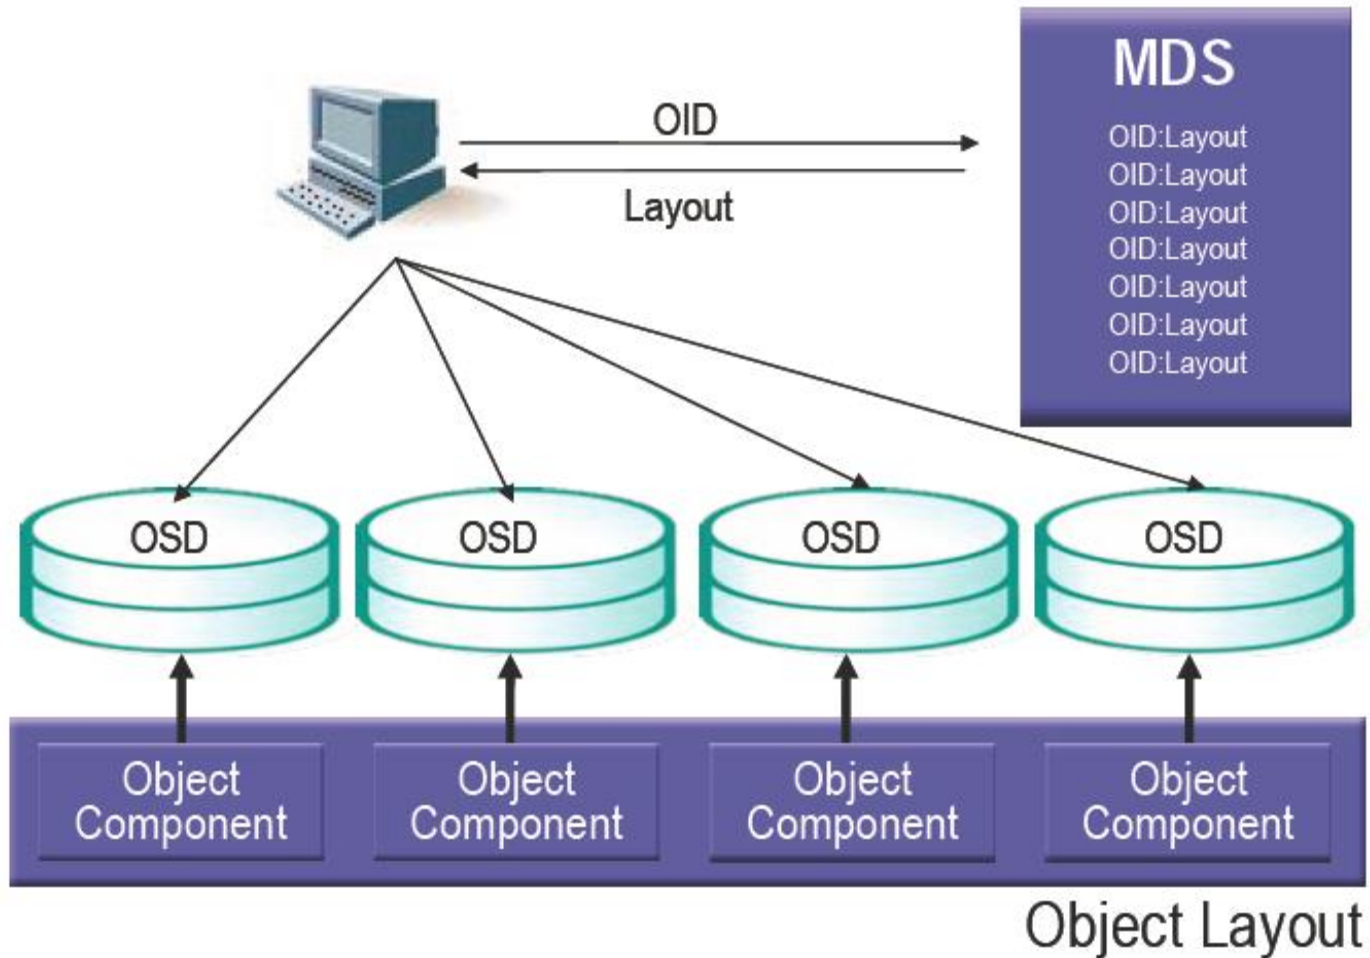 MDS
OID
OID:Layout
OID:Layout
OID:Layout
OID:Layout
OID:Layout
OID:Layout
OID:Layout
Layout
OSD
OSD
OSD
OSD
Object
Component
Object
Component
Object
Component
Object
Component
Object Layout